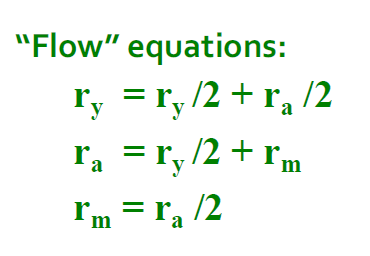 “Flow” equations:
r_y = r_y /2 + r_a /2
r_a = r_y /2 + r_m
r_m = r_a /2